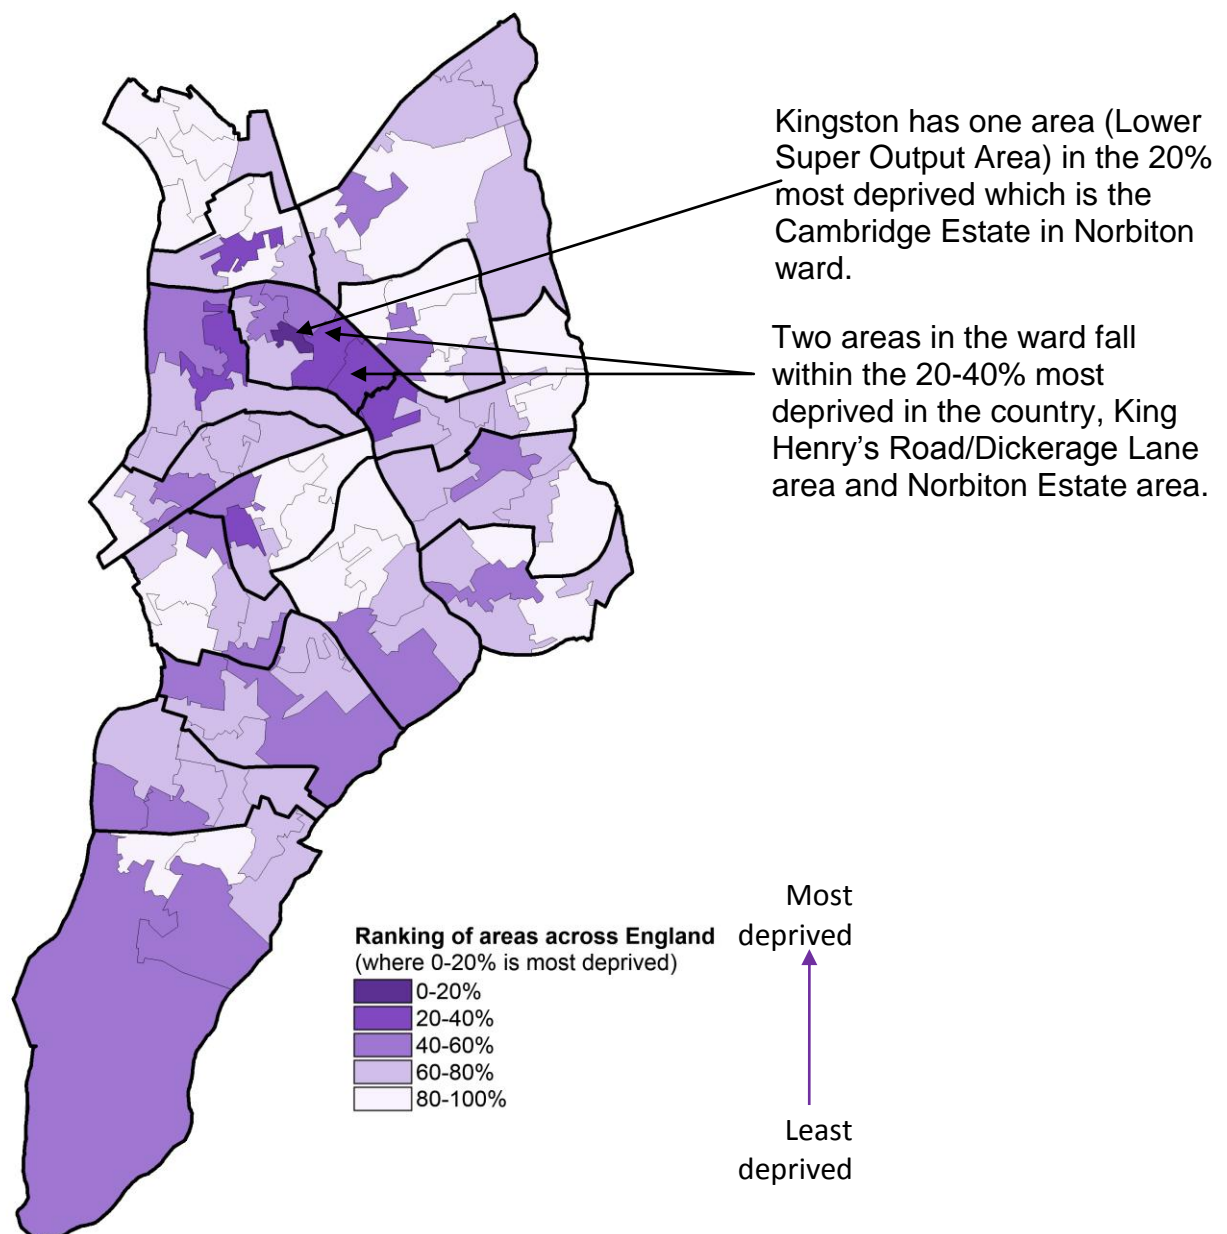 Kingston has one area (Lower
Super Output Area) in the 20%
most deprived which is the
Cambridge Estate in Norbiton
ward.
Two areas in the ward fall
within the 20-40% most
deprived in the country, King
Henry’s Road/Dickerage Lane
area and Norbiton Estate area.
Ranking of areas across England
(where 0-20% is most deprived)
0-20%
20-40%
40-60%
60-80%
80-100%
Most
deprived
Least
deprived